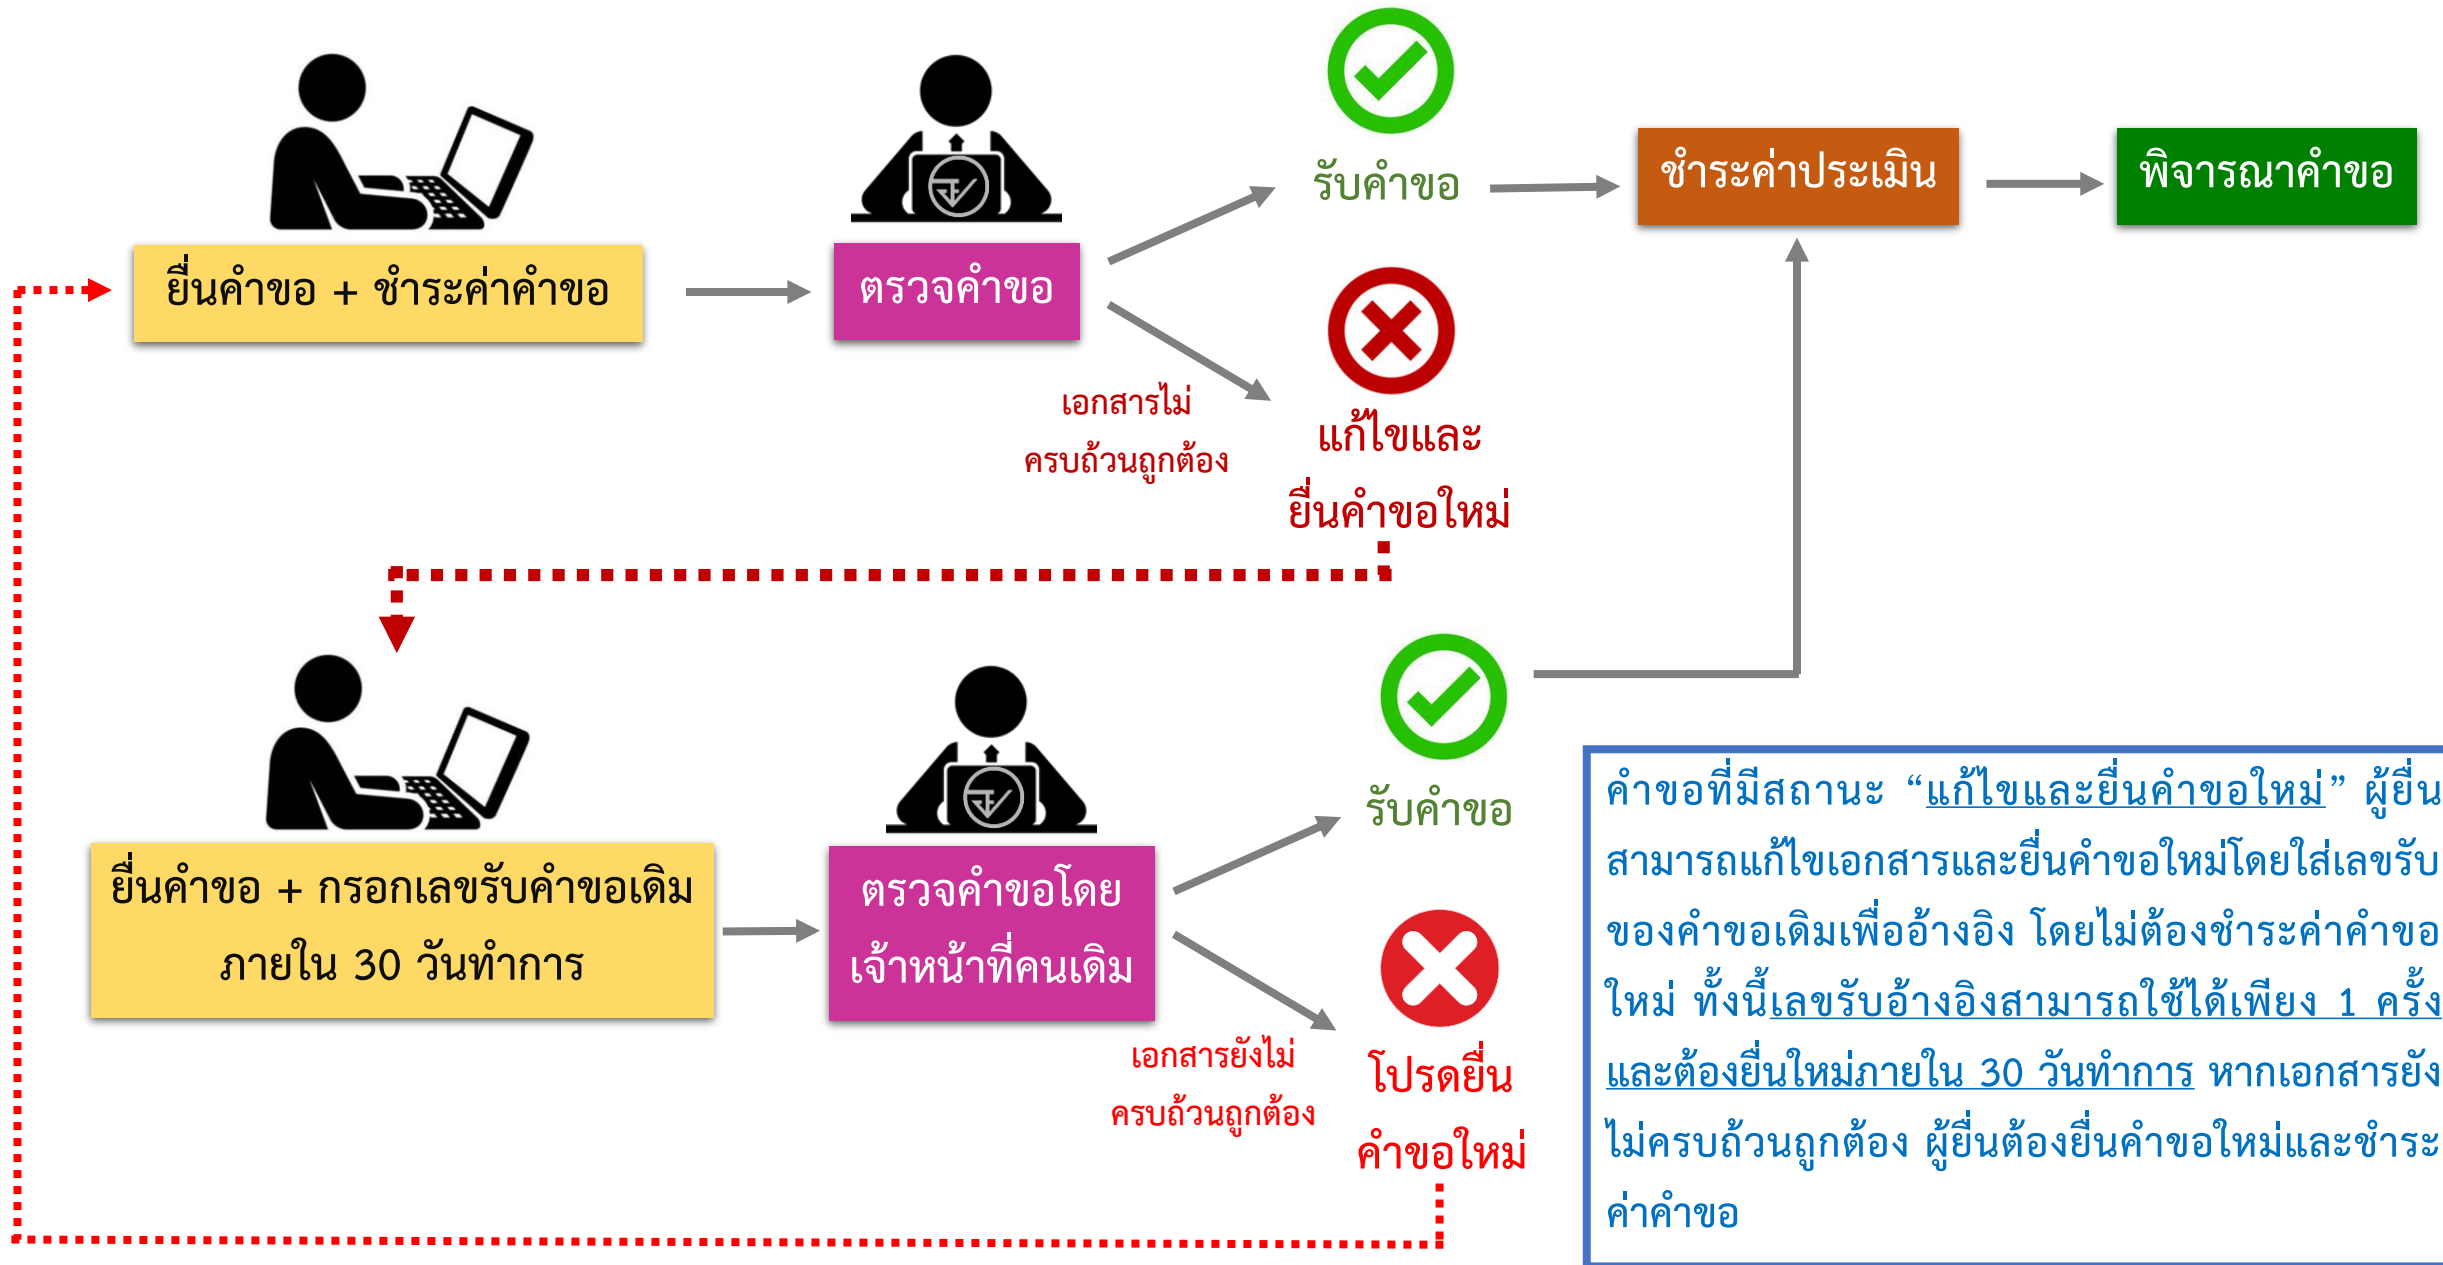 รับคำขอ
ชำระค่าประเมิน
พิจารณาคำขอ
ยื่นคำขอ + ชำระค่าคำขอ
ตรวจคำขอ
เอกสารไม่
ครบถ้วนถูกต้อง
แก้ไขและ
ยื่นคำขอใหม่
ยื่นคำขอ + กรอกเลขรับคำขอเดิม
ภายใน 30 วันทำการ
ตรวจคำขอโดย
เจ้าหน้าที่คนเดิม
รับคำขอ
เอกสารยังไม่
ครบถ้วนถูกต้อง
โปรดยื่น
คำขอใหม่
คำขอที่มีสถานะ “แก้ไขและยื่นคำขอใหม่” ผู้ยื่น
สามารถแก้ไขเอกสารและยื่นคำขอใหม่โดยใส่เลขรับ
ของคำขอเดิมเพื่ออ้างอิง โดยไม่ต้องชำระค่าคำขอ
ใหม่ ทั้งนี้เลขรับอ้างอิงสามารถใช้ได้เพียง 1 ครั้ง
และต้องยื่นใหม่ภายใน 30 วันทำการ หากเอกสารยัง
ไม่ครบถ้วนถูกต้อง ผู้ยื่นต้องยื่นคำขอใหม่และชำระ
ค่าคำขอ